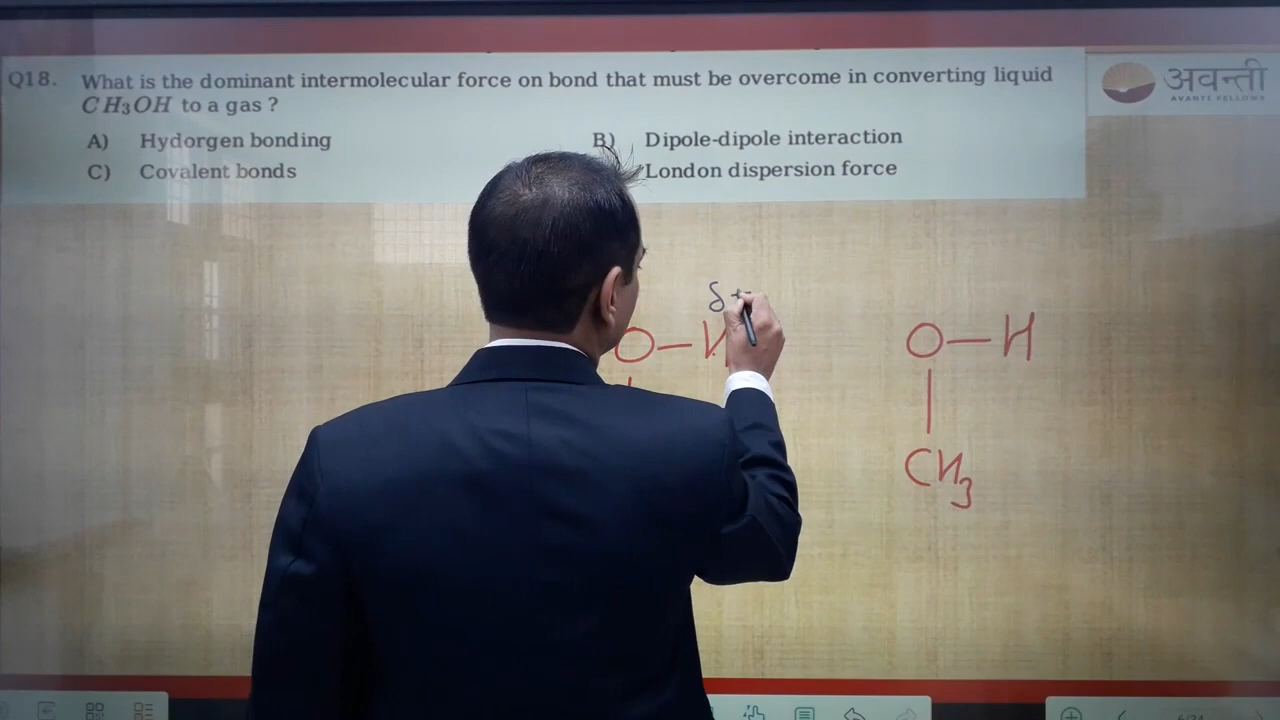 Q18. What is the dominant intermolecular force on bond that must be overcome in converting liquid
CH₃OH to a gas ?
A) Hydorgen bonding B) Dipole-dipole interaction
C) Covalent bonds London dispersion force
अवन्ती
AVANTI FELLOWS
δ+
O—H O—H
CH₃